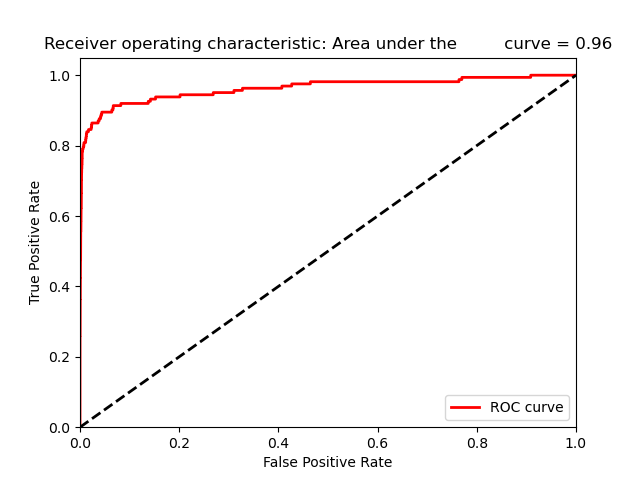 Receiver operating characteristic: Area under the curve = 0.96
1.0
0.8
0.6
0.4
0.2
0.0
True Positive Rate
ROC curve
0.0 0.2 0.4 0.6 0.8 1.0
False Positive Rate